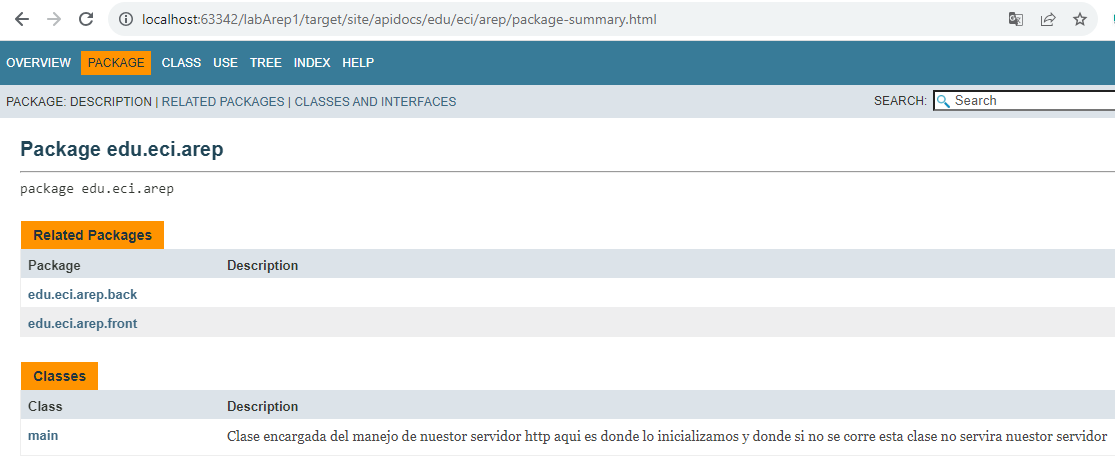 localhost:63342/labArep1/target/site/apidocs/edu/eci/arep/package-summary.html
OVERVIEW PACKAGE CLASS USE TREE INDEX HELP
PACKAGE: DESCRIPTION | RELATED PACKAGES | CLASSES AND INTERFACES SEARCH: Search
Package edu.eci.arep
package edu.eci.arep
Related Packages
Package Description
edu.eci.arep.back
edu.eci.arep.front
Classes
Class Description
main Clase encargada del manejo de nuestor servidor http aqui es donde lo inicializamos y donde si no se corre esta clase no servira nuestor servidor